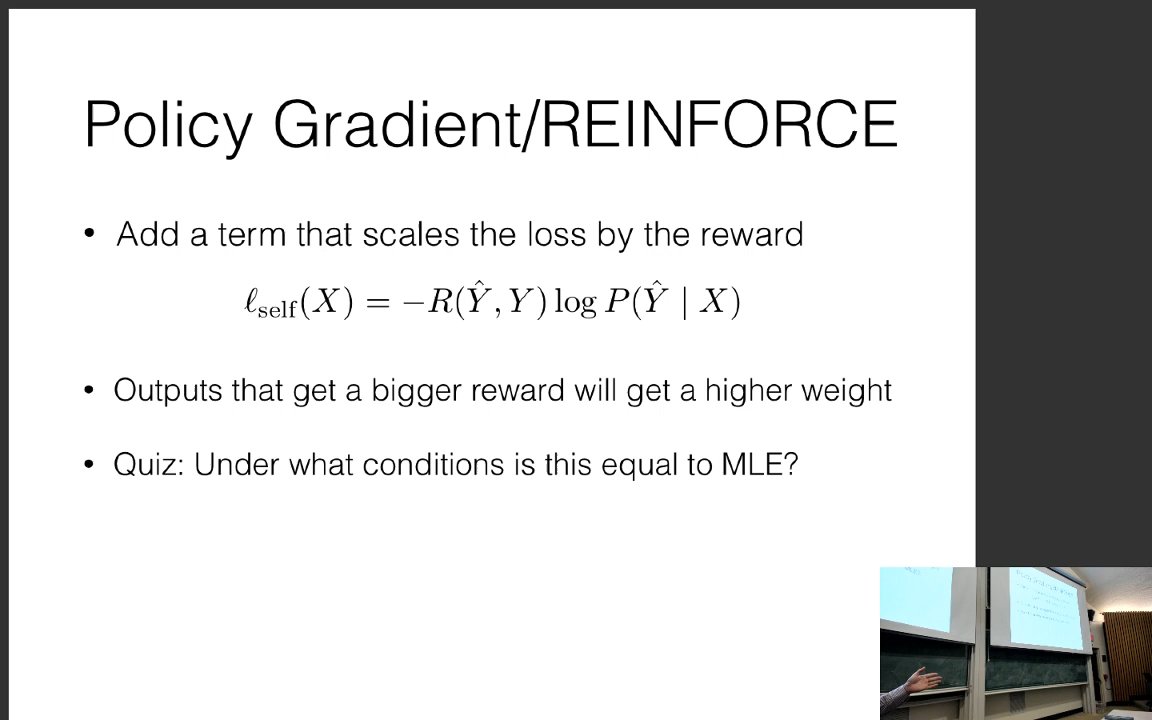 Policy Gradient/REINFORCE
• Add a term that scales the loss by the reward
ℓ_self(X) = −R(Ŷ, Y) log P(Ŷ | X)
• Outputs that get a bigger reward will get a higher weight
• Quiz: Under what conditions is this equal to MLE?